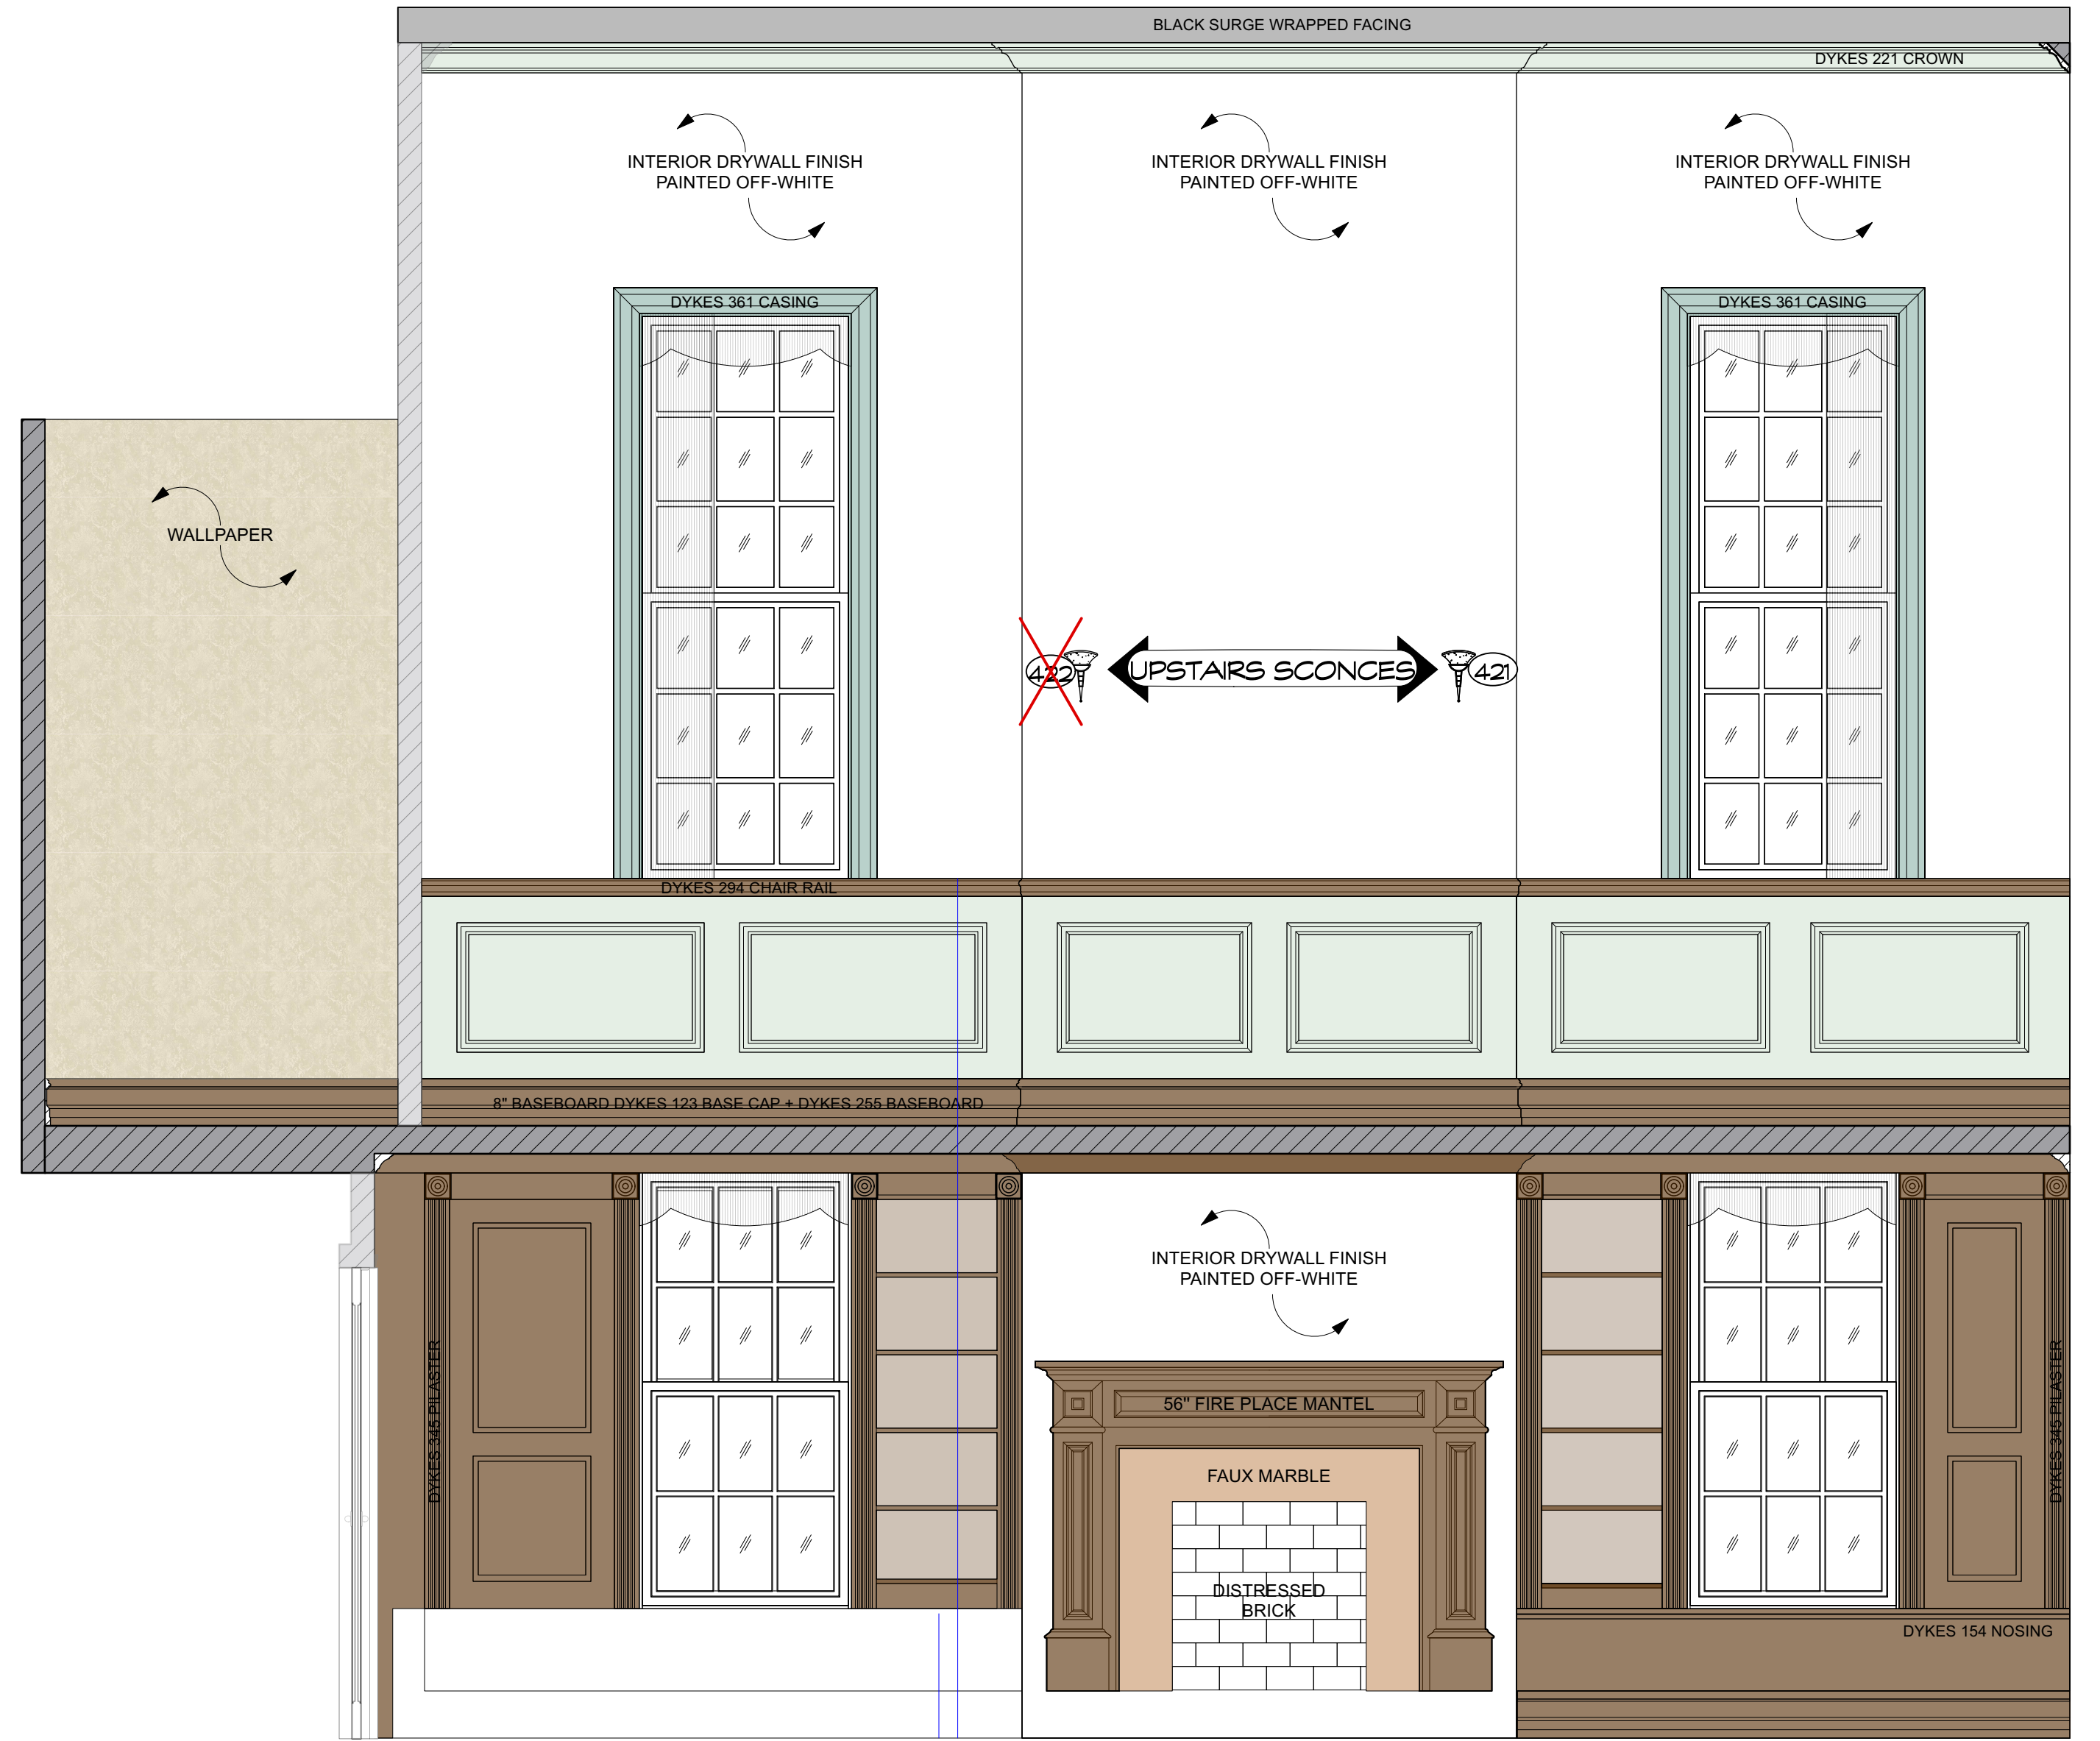 BLACK SURGE WRAPPED FACING
DYKES 221 CROWN
INTERIOR DRYWALL FINISH
PAINTED OFF-WHITE
INTERIOR DRYWALL FINISH
PAINTED OFF-WHITE
INTERIOR DRYWALL FINISH
PAINTED OFF-WHITE
DYKES 361 CASING
DYKES 361 CASING
WALLPAPER
422
UPSTAIRS SCONCES
421
DYKES 294 CHAIR RAIL
8" BASEBOARD DYKES 123 BASE CAP + DYKES 255 BASEBOARD
INTERIOR DRYWALL FINISH
PAINTED OFF-WHITE
DYKES 345 PILASTER
DYKES 345 PILASTER
56" FIRE PLACE MANTEL
FAUX MARBLE
DISTRESSED
BRICK
DYKES 154 NOSING